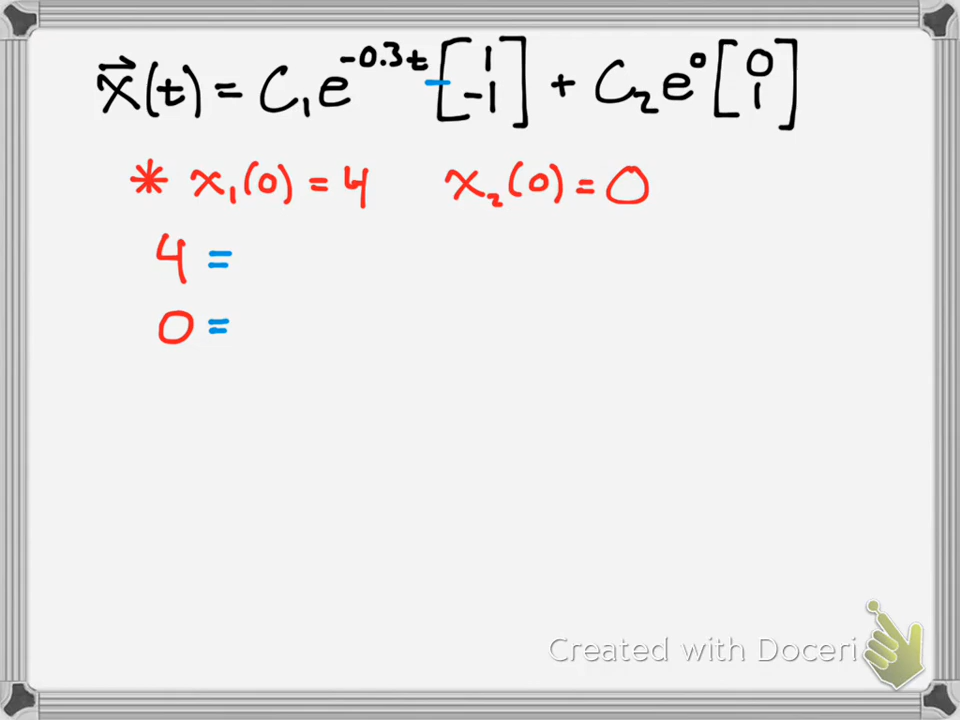 x⃗(t) = C₁e^{-0.3t} [1; -1] + C₂e⁰ [0; 1]
* x₁(0) = 4 x₂(0) = 0
4 =
0 =
Created with Doceri